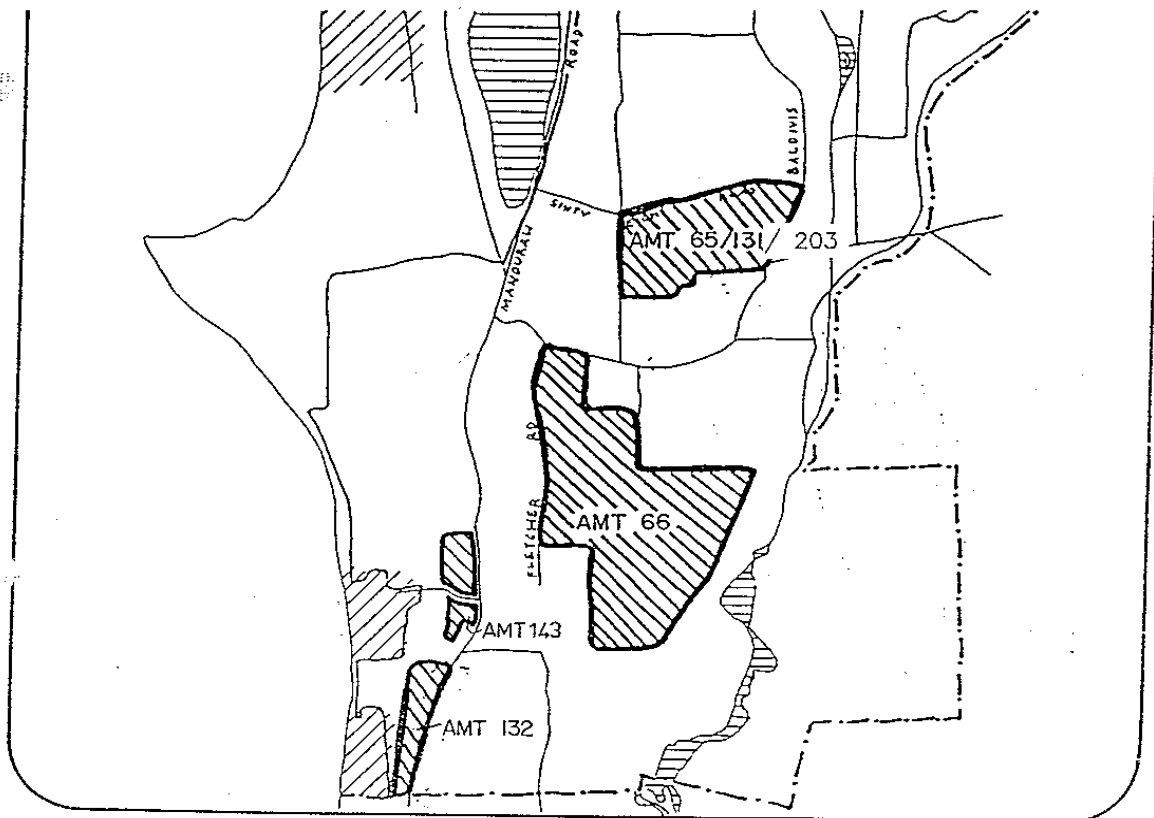 ROAD
BALDIVIS
SIXTY
MANDURAH
AMT 65/131/ 203
RD
FLETCHER
AMT 66
AMT 143
AMT 132